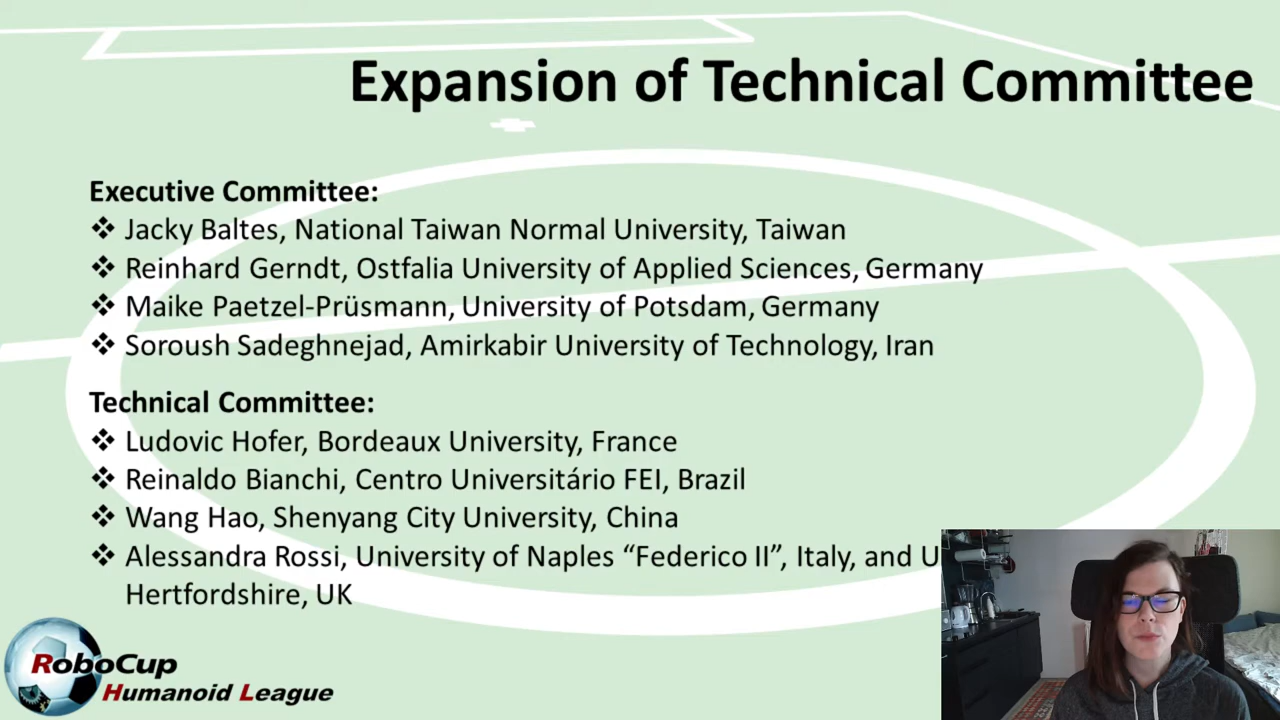 Expansion of Technical Committee
Executive Committee:
❖ Jacky Baltes, National Taiwan Normal University, Taiwan
❖ Reinhard Gerndt, Ostfalia University of Applied Sciences, Germany
❖ Maike Paetzel-Prüsmann, University of Potsdam, Germany
❖ Soroush Sadeghnejad, Amirkabir University of Technology, Iran
Technical Committee:
❖ Ludovic Hofer, Bordeaux University, France
❖ Reinaldo Bianchi, Centro Universitário FEI, Brazil
❖ Wang Hao, Shenyang City University, China
❖ Alessandra Rossi, University of Naples “Federico II”, Italy, and
Hertfordshire, UK
RoboCup
Humanoid League